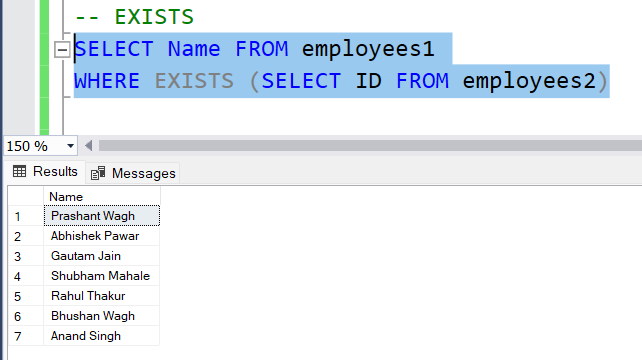 -- EXISTS
SELECT Name FROM employees1
WHERE EXISTS (SELECT ID FROM employees2)
150 %
Results Messages
Name
1 Prashant Wagh
2 Abhishek Pawar
3 Gautam Jain
4 Shubham Mahale
5 Rahul Thakur
6 Bhushan Wagh
7 Anand Singh